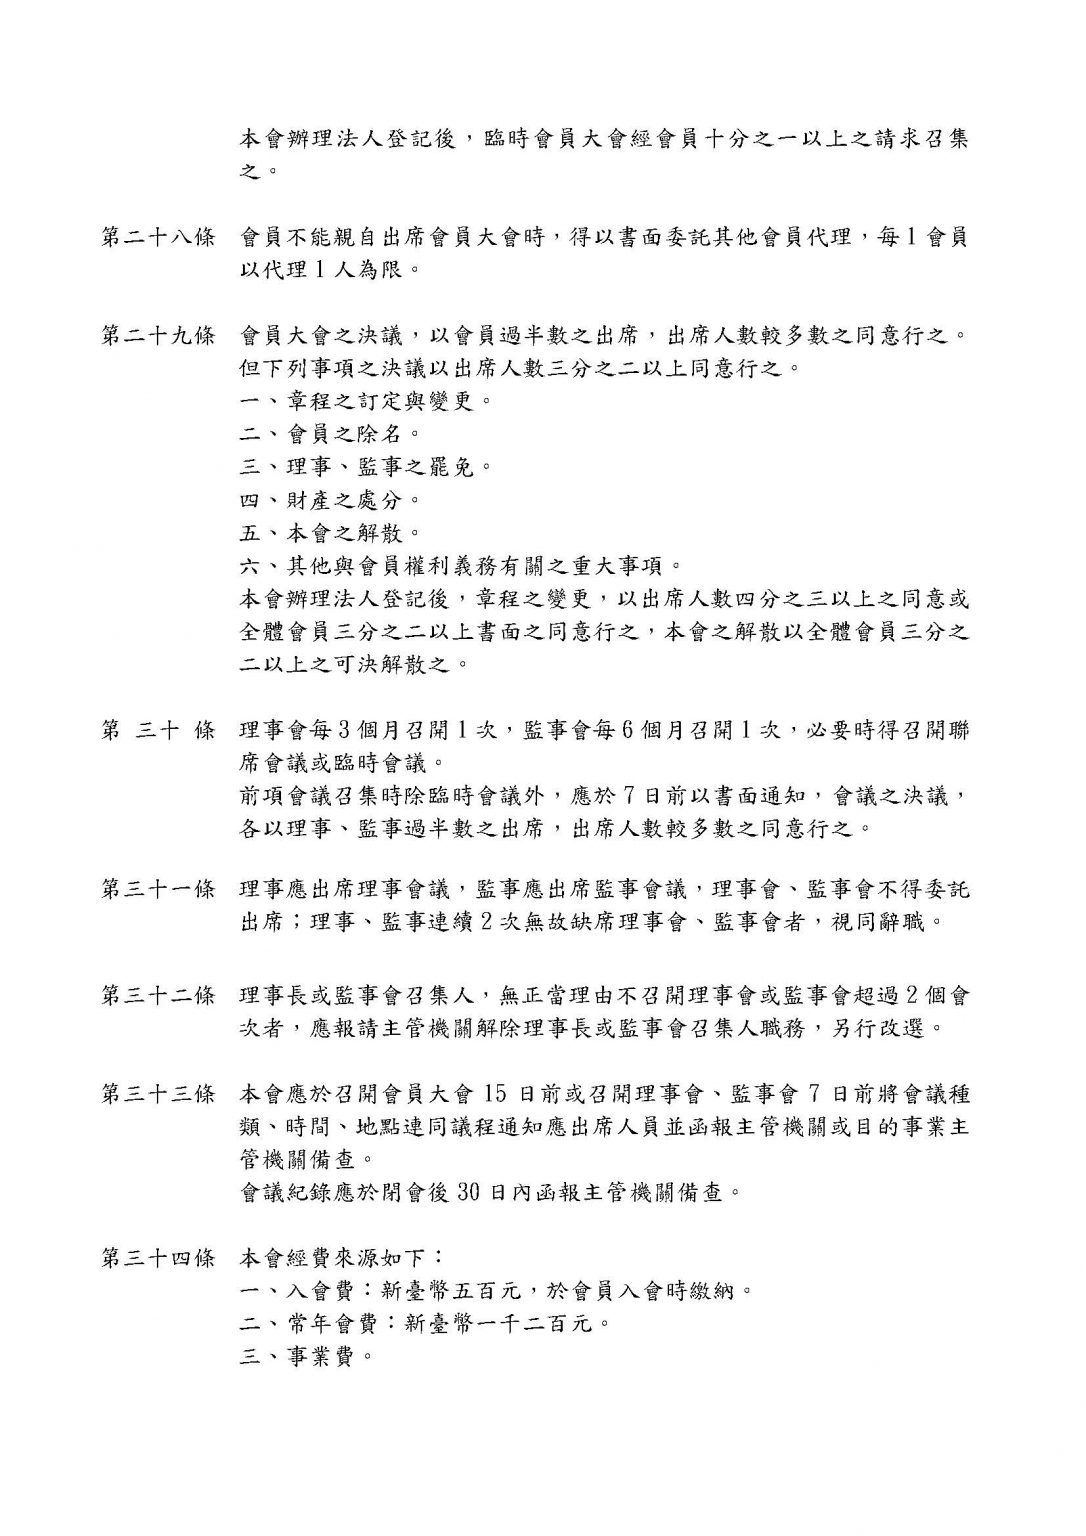 本會辦理法人登記後，臨時會員大會經會員十分之一以上之請求召集
之。
第二十八條 會員不能親自出席會員大會時，得以書面委託其他會員代理，每1會員
以代理1人為限。
第二十九條 會員大會之決議，以會員過半數之出席，出席人數較多數之同意行之。
但下列事項之決議以出席人數三分之二以上同意行之。
一、章程之訂定與變更。
二、會員之除名。
三、理事、監事之罷免。
四、財產之處分。
五、本會之解散。
六、其他與會員權利義務有關之重大事項。
本會辦理法人登記後，章程之變更，以出席人數四分之三以上之同意或
全體會員三分之二以上書面之同意行之，本會之解散以全體會員三分之
二以上之可決解散之。
第 三十 條 理事會每3個月召開1次，監事會每6個月召開1次，必要時得召開聯
席會議或臨時會議。
前項會議召集時除臨時會議外，應於7日前以書面通知，會議之決議，
各以理事、監事過半數之出席，出席人數較多數之同意行之。
第三十一條 理事應出席理事會議，監事應出席監事會議，理事會、監事會不得委託
出席；理事、監事連續2次無故缺席理事會、監事會者，視同辭職。
第三十二條 理事長或監事會召集人，無正當理由不召開理事會或監事會超過2個會
次者，應報請主管機關解除理事長或監事會召集人職務，另行改選。
第三十三條 本會應於召開會員大會 15 日前或召開理事會、監事會 7 日前將會議種
類、時間、地點連同議程通知應出席人員並函報主管機關或目的事業主
管機關備查。
會議紀錄應於閉會後30日內函報主管機關備查。
第三十四條 本會經費來源如下：
一、入會費：新臺幣五百元，於會員入會時繳納。
二、常年會費：新臺幣一千二百元。
三、事業費。